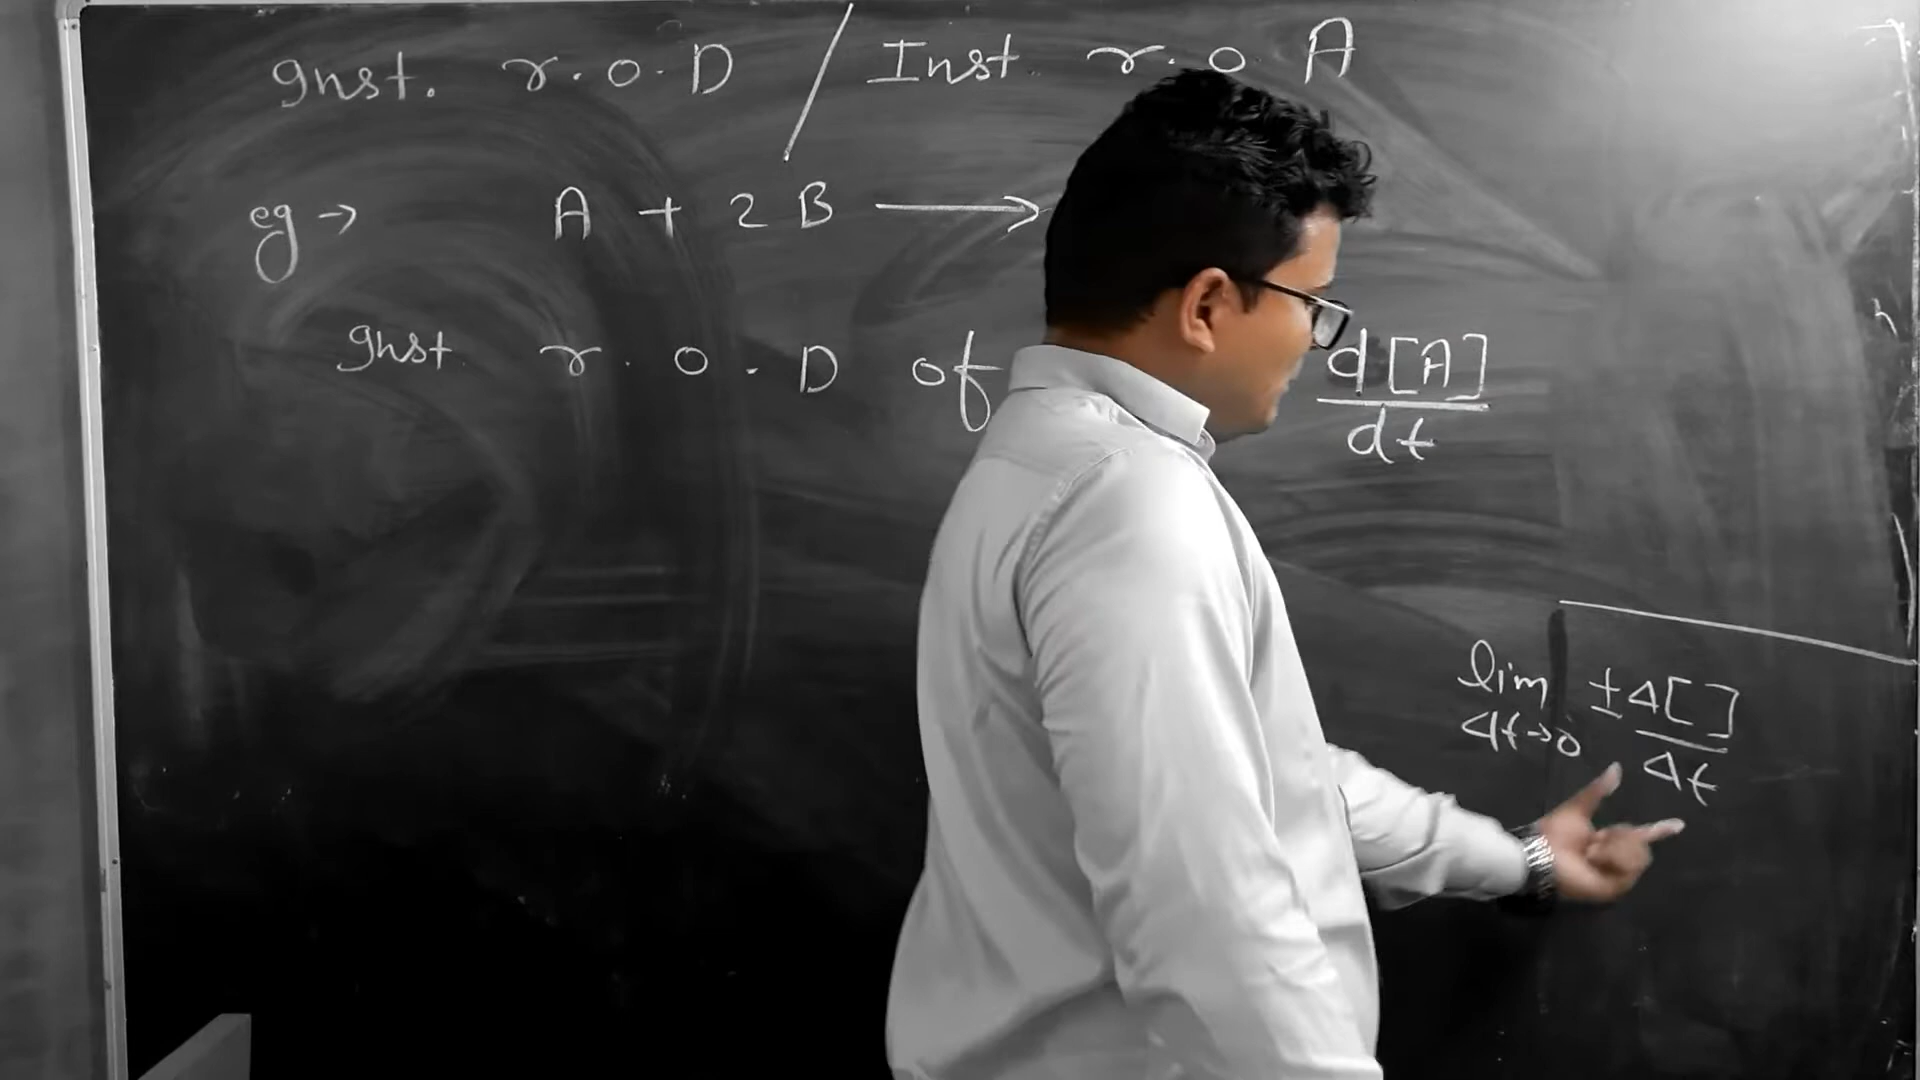 Inst. r.o.D / Inst r.o A
eg → A + 2B →
Inst r.o.D of d[A]/dt
lim Δt→0 ±Δ[ ]/Δt